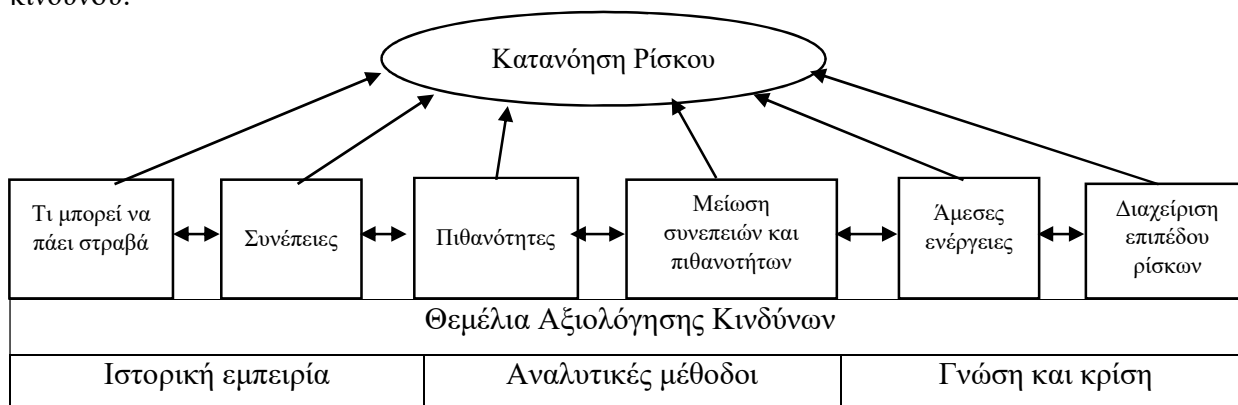 Κατανόηση Ρίσκου
Τι μπορεί να
πάει στραβά
Συνέπειες
Πιθανότητες
Μείωση
συνεπειών και
πιθανοτήτων
Άμεσες
ενέργειες
Διαχείριση
επιπέδου
ρίσκων
Θεμέλια Αξιολόγησης Κινδύνων
Ιστορική εμπειρία
Αναλυτικές μέθοδοι
Γνώση και κρίση